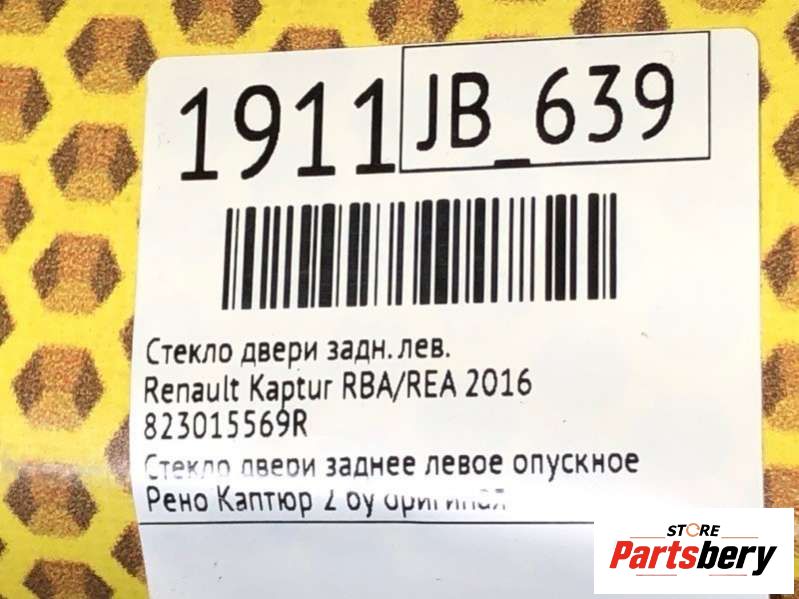 1911 JB_639
Стекло двери задн. лев.
Renault Kaptur RBA/REA 2016
823015569R
Стекло двери заднее левое опускное
Рено Каптюр 2 бу оригинал
STORE
Partsbery